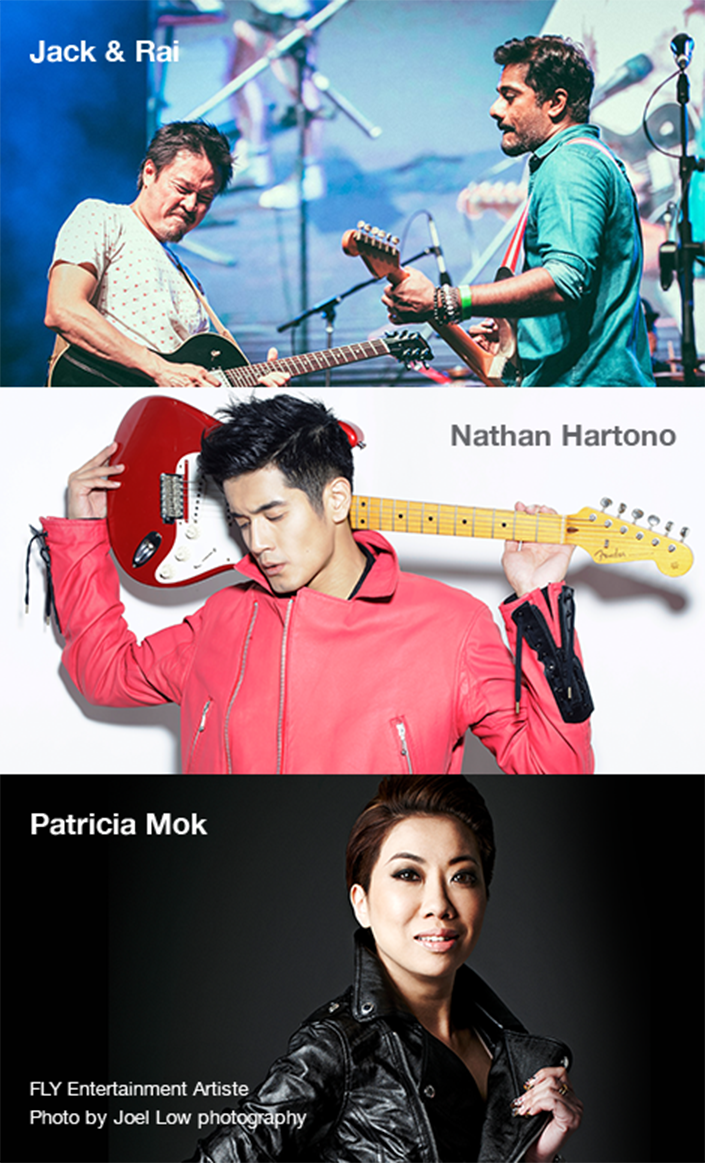 Jack & Rai
Nathan Hartono
Fender
Patricia Mok
FLY Entertainment Artiste
Photo by Joel Low photography